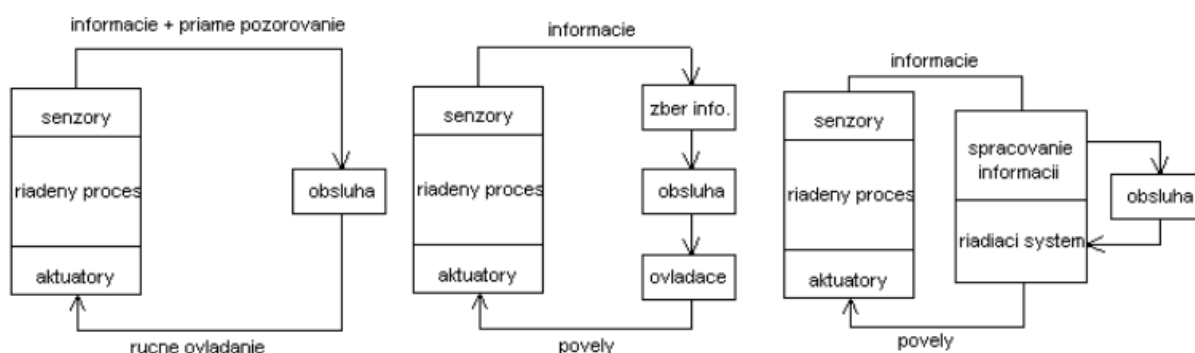 informacie + priame pozorovanie
senzory
riadeny proces
aktuatory
obsluha
rucne ovladanie
informacie
senzory
riadeny proces
aktuatory
zber info.
obsluha
ovladace
povely
informacie
senzory
riadeny proces
aktuatory
spracovanie
informacii
riadiaci system
obsluha
povely